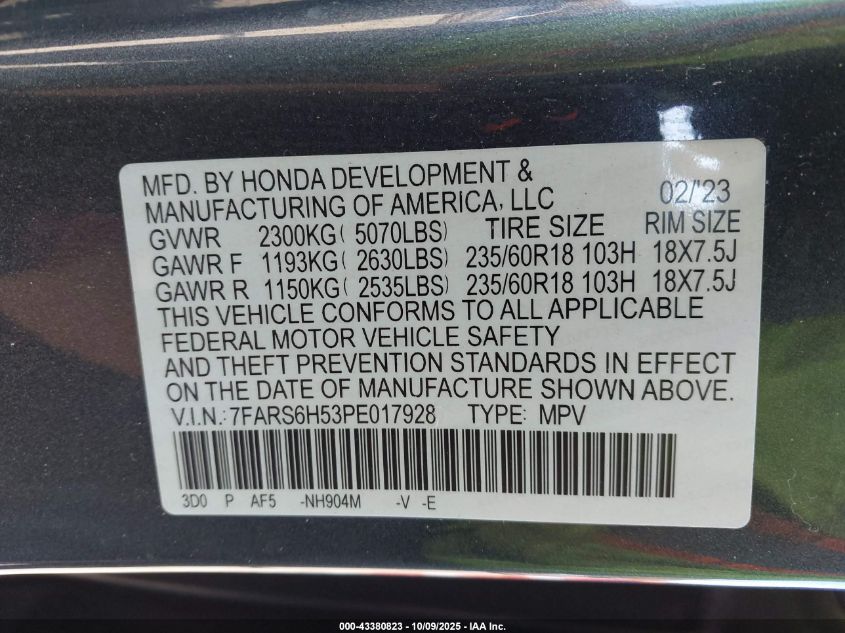 MFD. BY HONDA DEVELOPMENT &
MANUFACTURING OF AMERICA, LLC 02/'23
GVWR 2300KG( 5070LBS) TIRE SIZE RIM SIZE
GAWR F 1193KG( 2630LBS) 235/60R18 103H 18X7.5J
GAWR R 1150KG( 2535LBS) 235/60R18 103H 18X7.5J
THIS VEHICLE CONFORMS TO ALL APPLICABLE
FEDERAL MOTOR VEHICLE SAFETY
AND THEFT PREVENTION STANDARDS IN EFFECT
ON THE DATE OF MANUFACTURE SHOWN ABOVE.
V.I.N.: 7FARS6H53PE017928 TYPE: MPV
3D0 P AF5 -NH904M -V -E
000-43380823 - 10/09/2025 - IAA Inc.